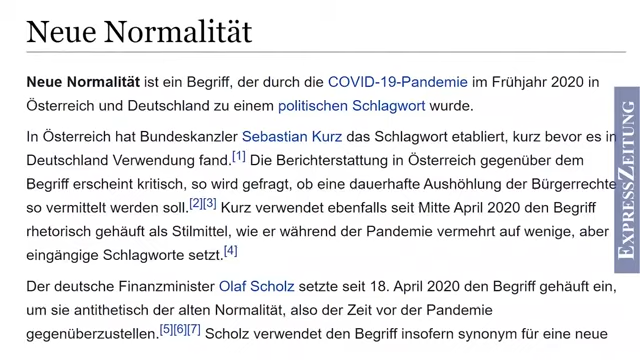 Neue Normalität
Neue Normalität ist ein Begriff, der durch die COVID-19-Pandemie im Frühjahr 2020 in
Österreich und Deutschland zu einem politischen Schlagwort wurde.
In Österreich hat Bundeskanzler Sebastian Kurz das Schlagwort etabliert, kurz bevor es in
Deutschland Verwendung fand.[1] Die Berichterstattung in Österreich gegenüber dem
Begriff erscheint kritisch, so wird gefragt, ob eine dauerhafte Aushöhlung der Bürgerrechte
so vermittelt werden soll.[2][3] Kurz verwendet ebenfalls seit Mitte April 2020 den Begriff
rhetorisch gehäuft als Stilmittel, wie er während der Pandemie vermehrt auf wenige, aber
eingängige Schlagworte setzt.[4]
Der deutsche Finanzminister Olaf Scholz setzte seit 18. April 2020 den Begriff gehäuft ein,
um sie antithetisch der alten Normalität, also der Zeit vor der Pandemie
gegenüberzustellen.[5][6][7] Scholz verwendet den Begriff insofern synonym für eine neue
EXPRESSZEITUNG